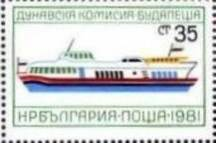 ДУНАВСКА КОМИСИЯ-БУДАПЕЩА
СТ 35
НР БЪЛГАРИЯ·ПОЩА·1981